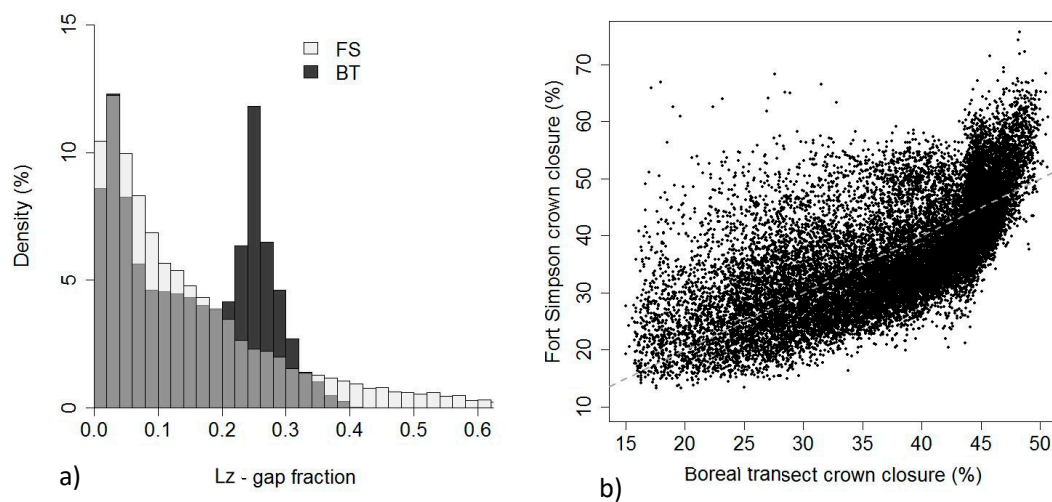 15
10
5
0
Density (%)
FS
BT
0.0 0.1 0.2 0.3 0.4 0.5 0.6
a)
Lz - gap fraction
70
60
50
40
30
20
10
Fort Simpson crown closure (%)
15 20 25 30 35 40 45 50
b)
Boreal transect crown closure (%)